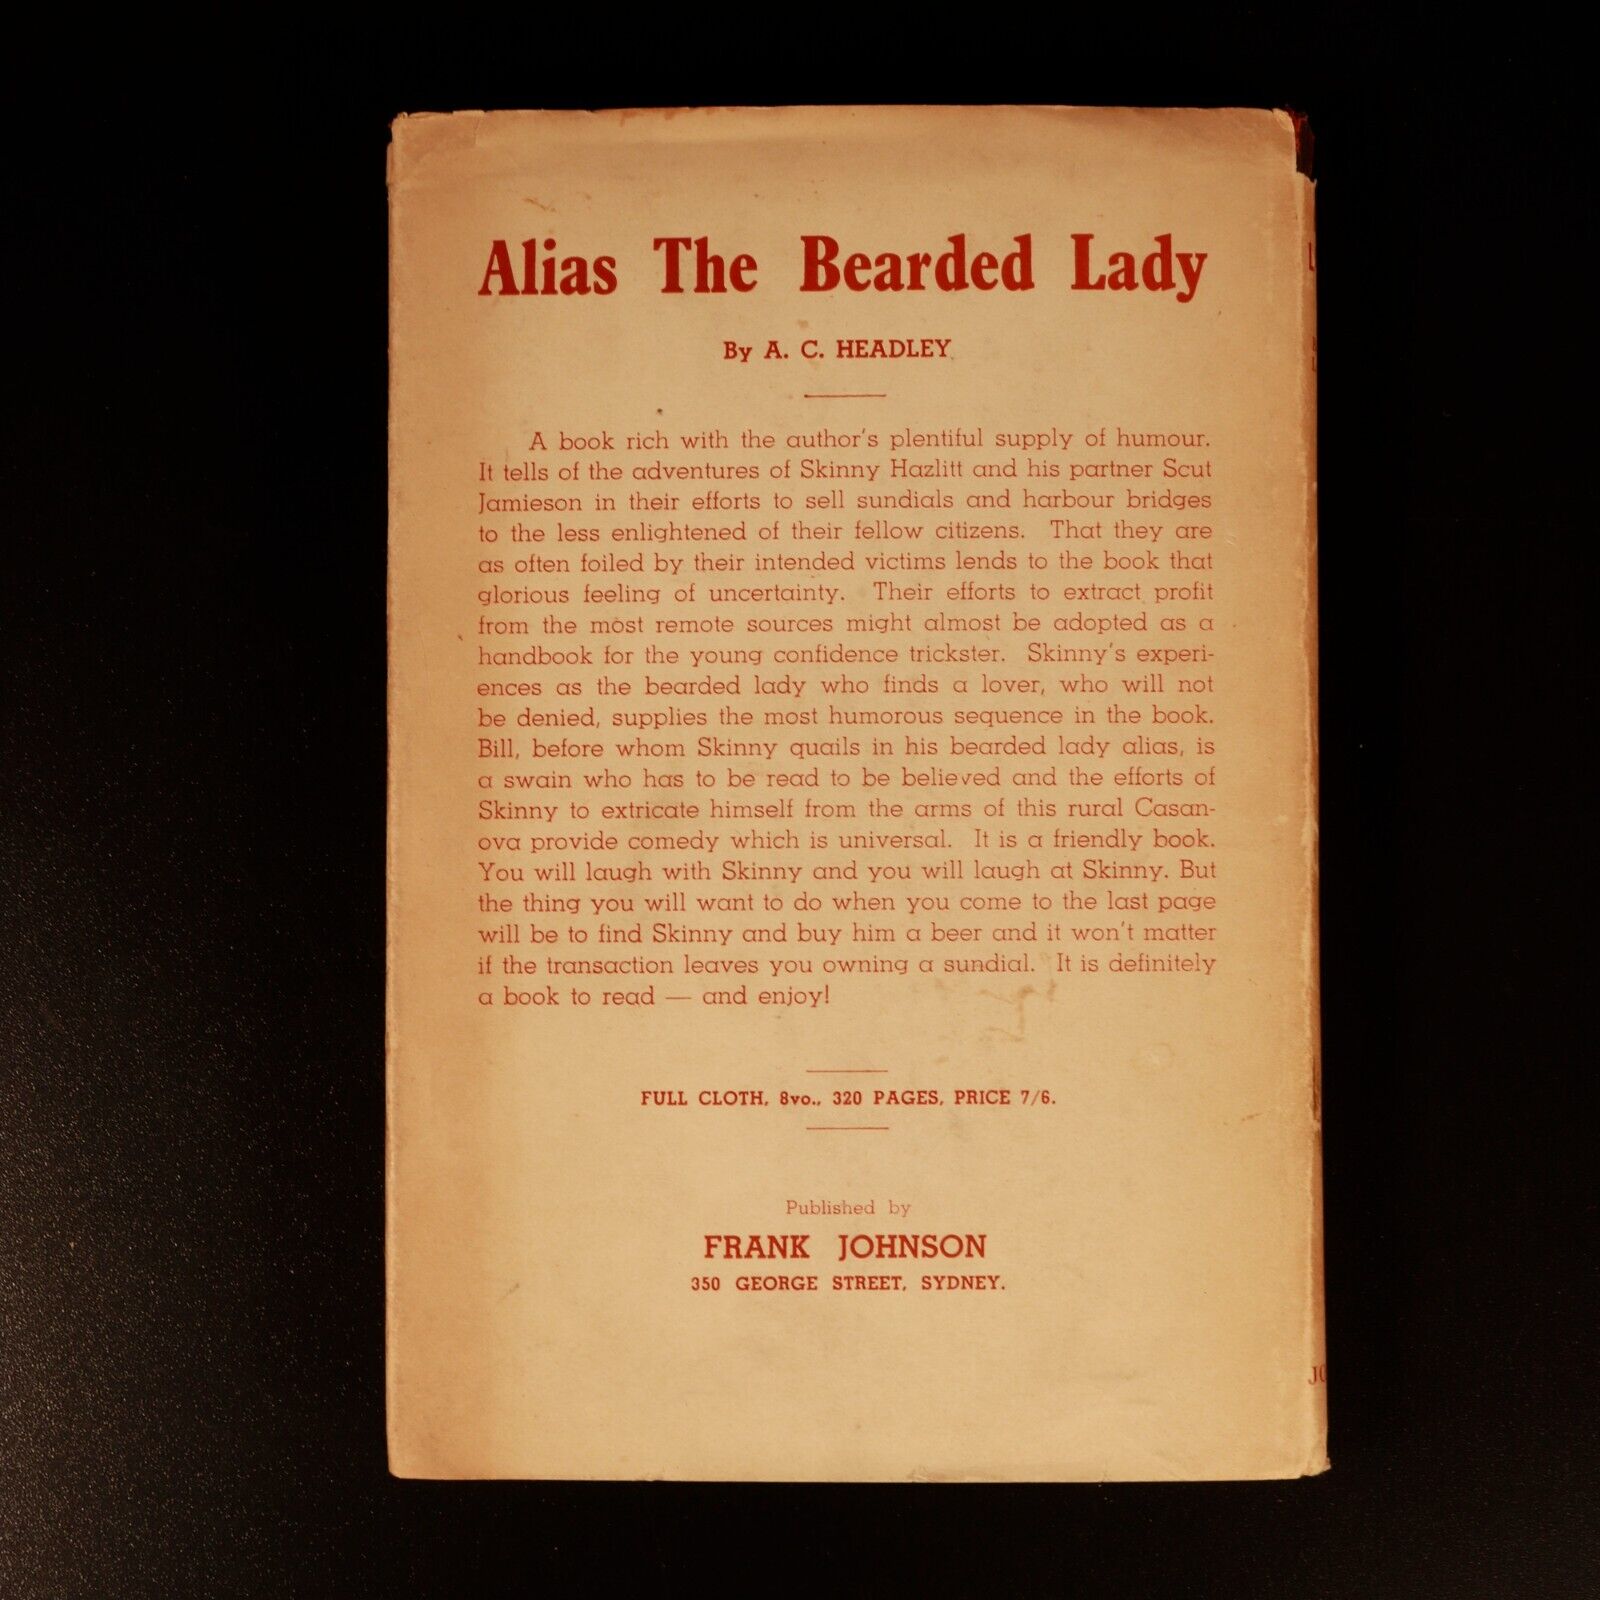 Alias The Bearded Lady
By A. C. HEADLEY
A book rich with the author's plentiful supply of humour.
It tells of the adventures of Skinny Hazlitt and his partner Scut
Jamieson in their efforts to sell sundials and harbour bridges
to the less enlightened of their fellow citizens. That they are
as often foiled by their intended victims lends to the book that
glorious feeling of uncertainty. Their efforts to extract profit
from the most remote sources might almost be adopted as a
handbook for the young confidence trickster. Skinny's experi-
ences as the bearded lady who finds a lover, who will not
be denied, supplies the most humorous sequence in the book.
Bill, before whom Skinny quails in his bearded lady alias, is
a swain who has to be read to be believed and the efforts of
Skinny to extricate himself from the arms of this rural Casan-
ova provide comedy which is universal. It is a friendly book.
You will laugh with Skinny and you will laugh at Skinny. But
the thing you will want to do when you come to the last page
will be to find Skinny and buy him a beer and it won't matter
if the transaction leaves you owning a sundial. It is definitely
a book to read — and enjoy!
FULL CLOTH, 8vo., 320 PAGES, PRICE 7/6.
Published by
FRANK JOHNSON
350 GEORGE STREET, SYDNEY.